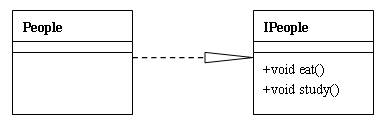 People
IPeople
+void eat()
+void study()